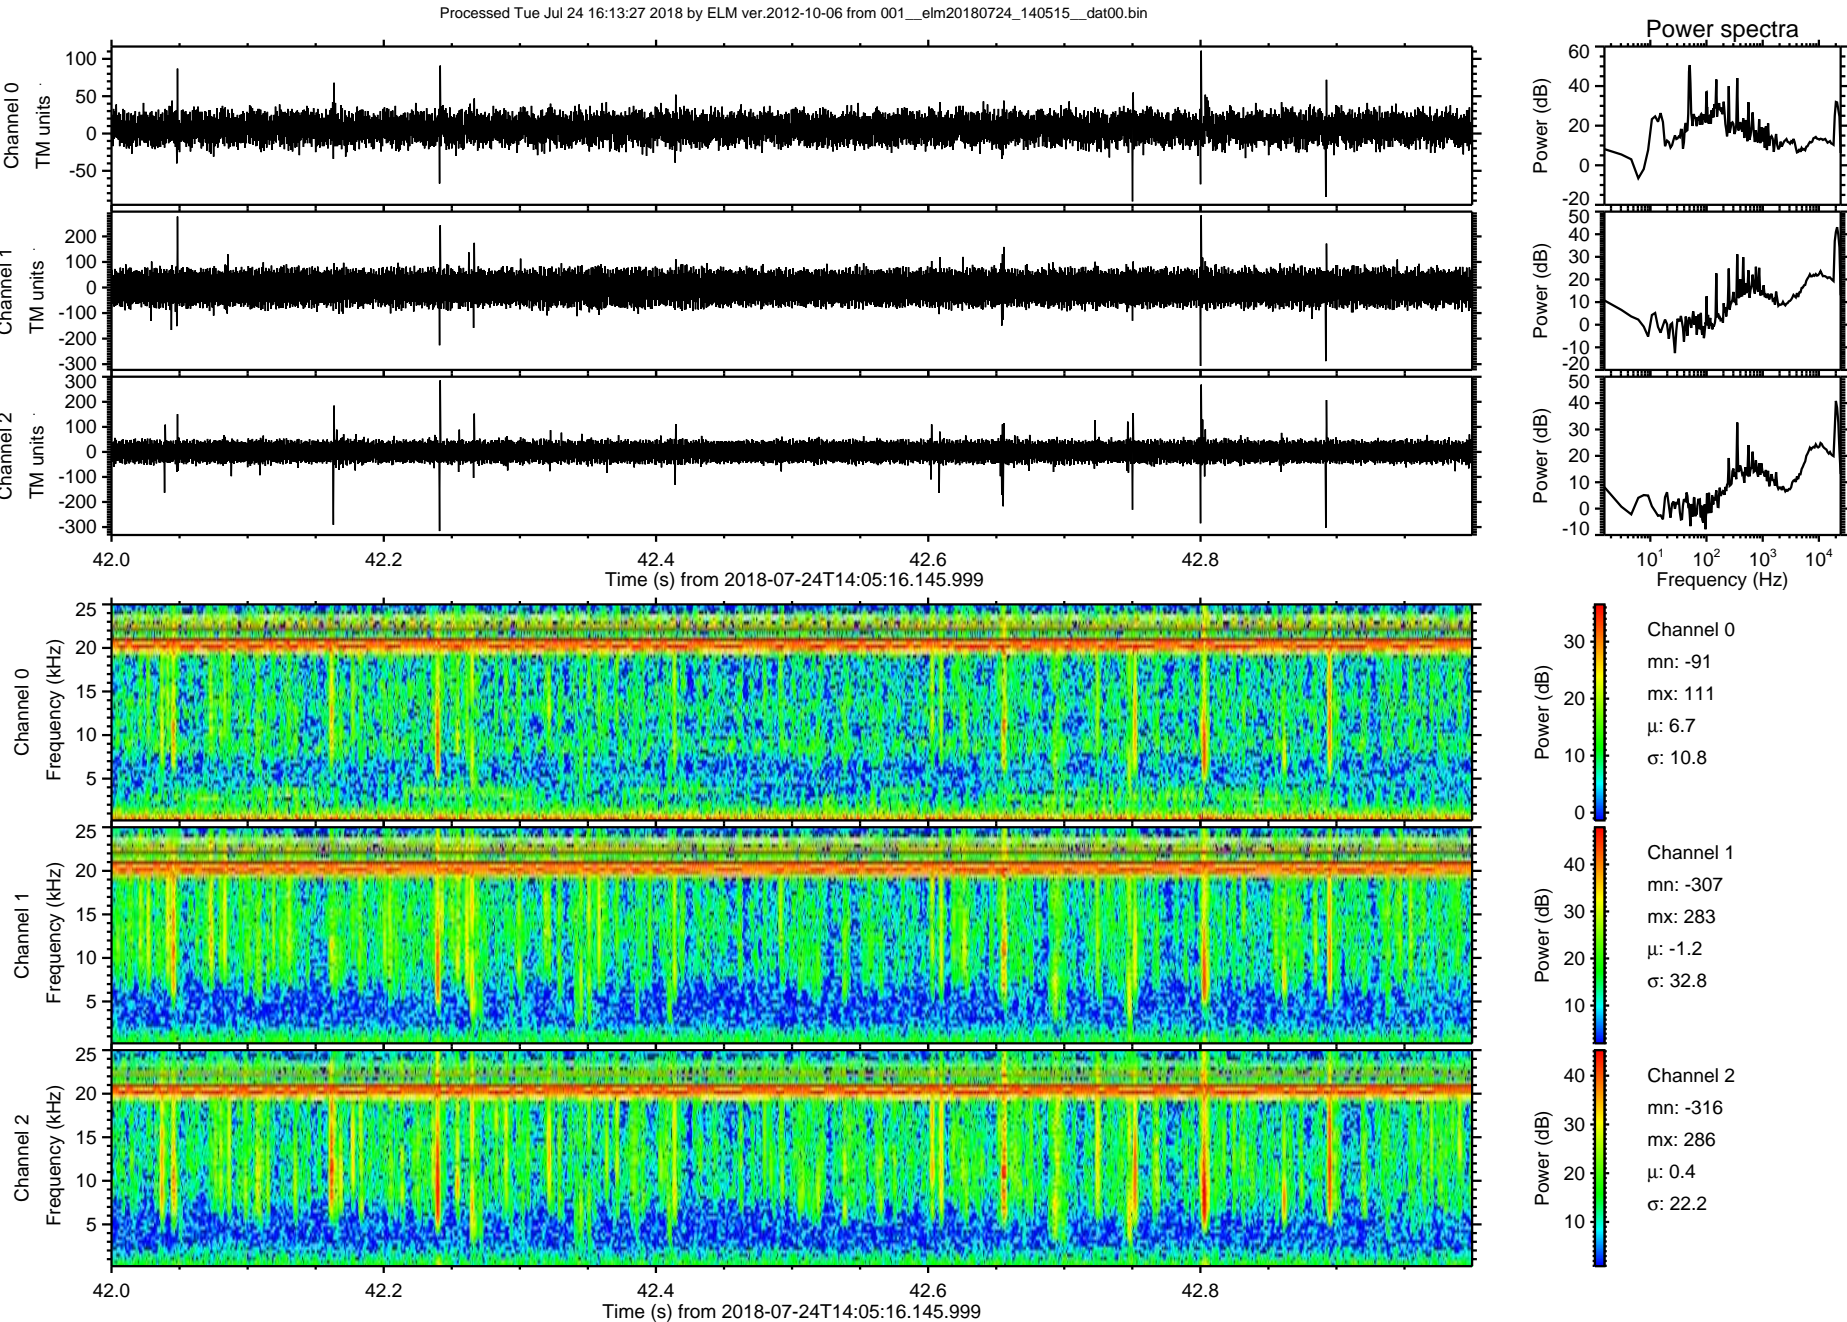 Processed Tue Jul 24 16:13:27 2018 by ELM ver.2012-10-06 from 001__elm20180724_140515__dat00.bin
Power spectra
Channel 0
TM units
100
50
0
-50
Power (dB)
60
40
20
0
-20
Channel 1
TM units
200
100
0
-100
-200
-300
Power (dB)
50
40
30
20
10
0
-10
-20
Channel 2
TM units
300
200
100
0
-100
-200
-300
Power (dB)
50
40
30
20
10
0
-10
42.0 42.2 42.4 42.6 42.8
Time (s) from 2018-07-24T14:05:16.145.999
10¹ 10² 10³ 10⁴
Frequency (Hz)
Channel 0
Frequency (kHz)
25
20
15
10
5
Power (dB)
30
20
10
0
Channel 0
mn: -91
mx: 111
μ: 6.7
σ: 10.8
Channel 1
Frequency (kHz)
25
20
15
10
5
Power (dB)
40
30
20
10
Channel 1
mn: -307
mx: 283
μ: -1.2
σ: 32.8
Channel 2
Frequency (kHz)
25
20
15
10
5
Power (dB)
40
30
20
10
Channel 2
mn: -316
mx: 286
μ: 0.4
σ: 22.2
42.0 42.2 42.4 42.6 42.8
Time (s) from 2018-07-24T14:05:16.145.999